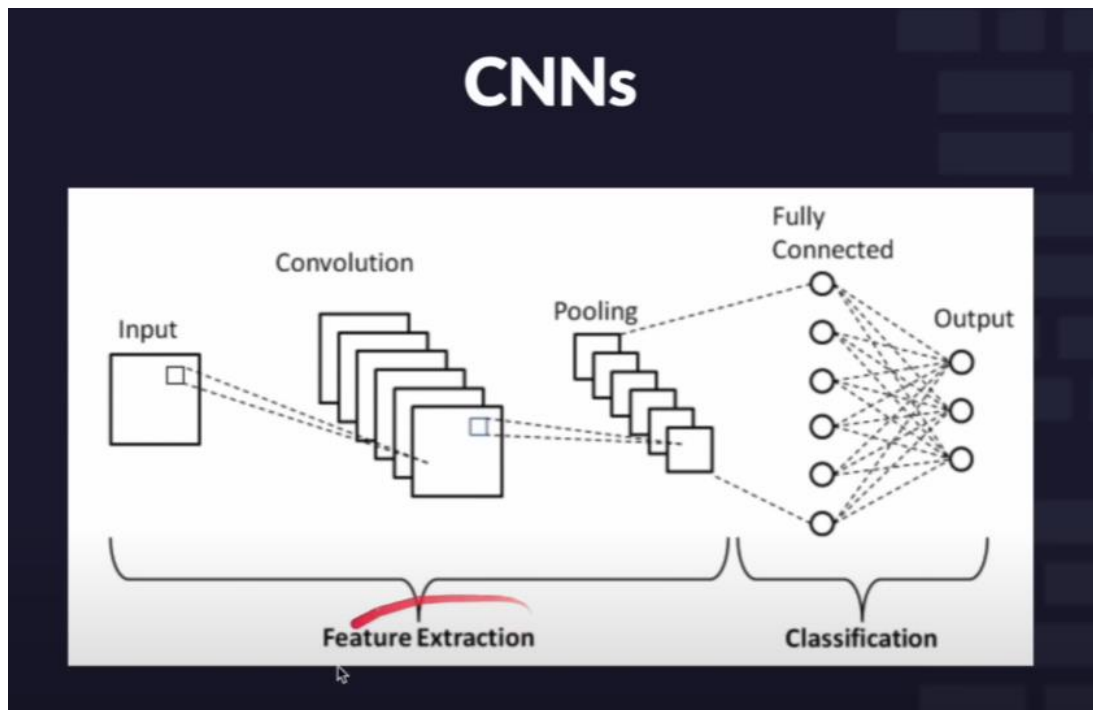 CNNs
Fully
Connected
Convolution
Pooling
Input
Output
Feature Extraction
Classification